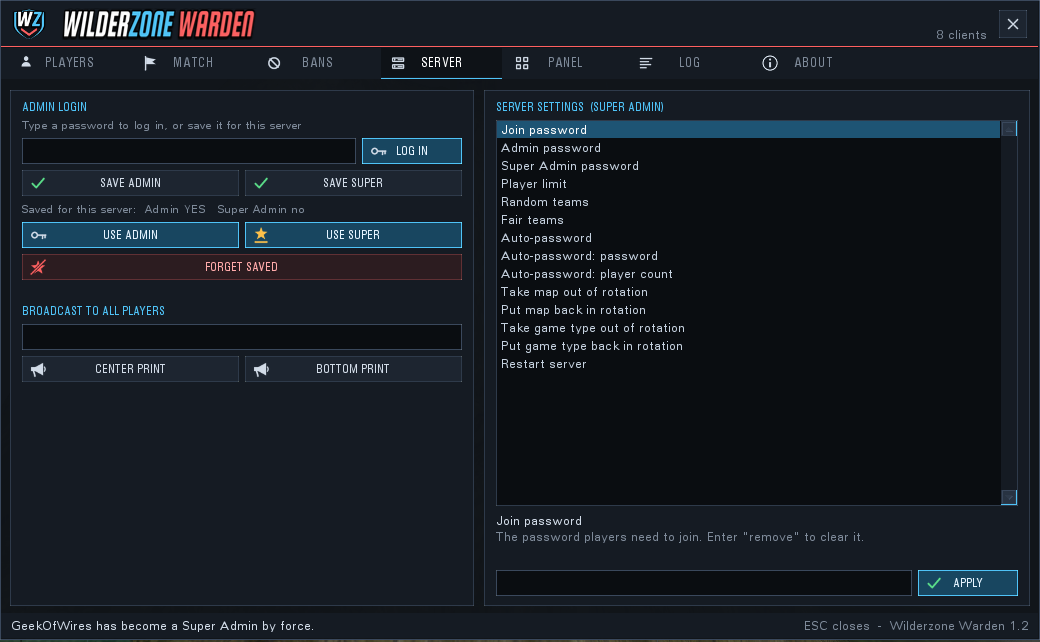 WZ WILDERZONE WARDEN
8 clients
PLAYERS MATCH BANS SERVER PANEL LOG ABOUT
ADMIN LOGIN
Type a password to log in, or save it for this server
LOG IN
SAVE ADMIN SAVE SUPER
Saved for this server: Admin YES Super Admin no
USE ADMIN USE SUPER
FORGET SAVED
BROADCAST TO ALL PLAYERS
CENTER PRINT BOTTOM PRINT
SERVER SETTINGS (SUPER ADMIN)
Join password
Admin password
Super Admin password
Player limit
Random teams
Fair teams
Auto-password
Auto-password: password
Auto-password: player count
Take map out of rotation
Put map back in rotation
Take game type out of rotation
Put game type back in rotation
Restart server
Join password
The password players need to join. Enter "remove" to clear it.
APPLY
GeekOfWires has become a Super Admin by force.
ESC closes - Wilderzone Warden 1.2